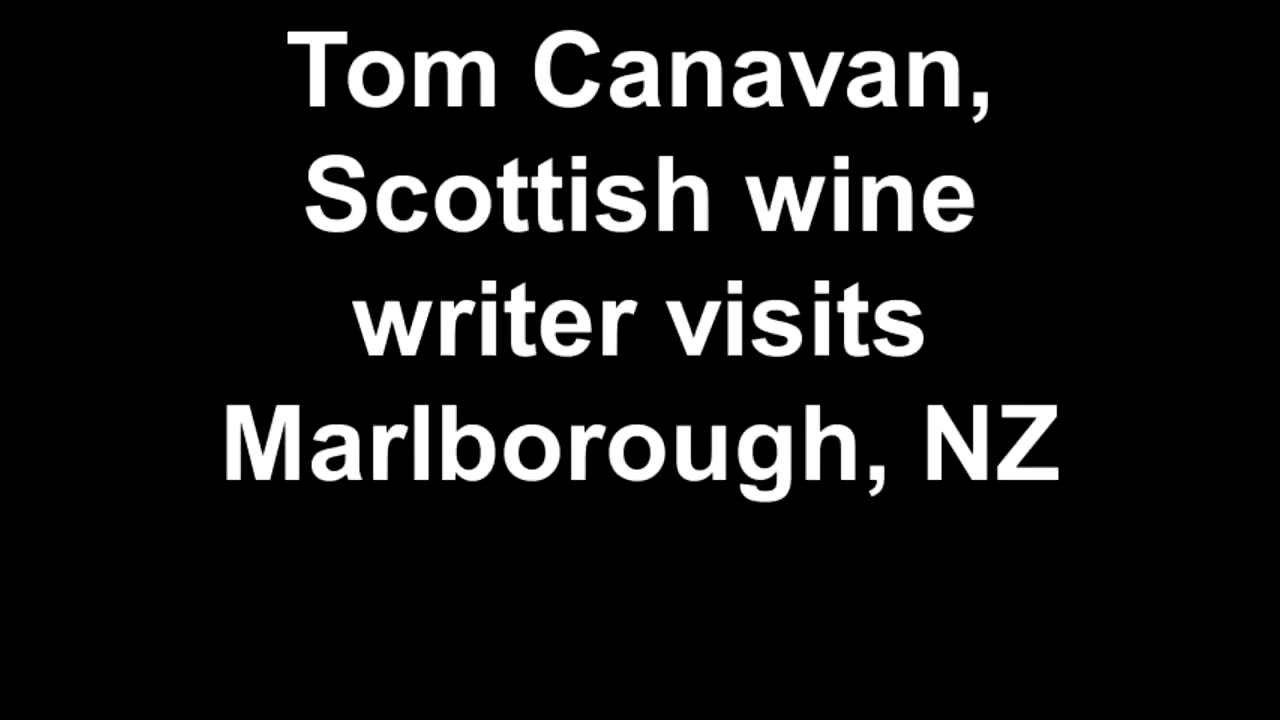 Tom Canavan,
Scottish wine
writer visits
Marlborough, NZ